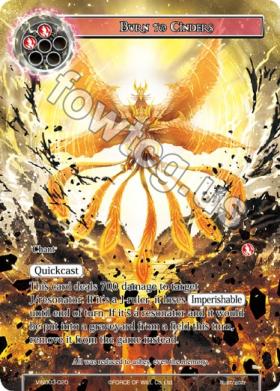 Burn to Cinders
fowtcg.us
Chant
Quickcast
This card deals 700 damage to target
J/resonator. If it's a J-ruler, it loses Imperishable
until end of turn. If it's a resonator and it would
be put into a graveyard from a field this turn,
remove it from the game instead.
All was reduced to ashes, even the memory.
©FORCE OF WILL Co.,Ltd.